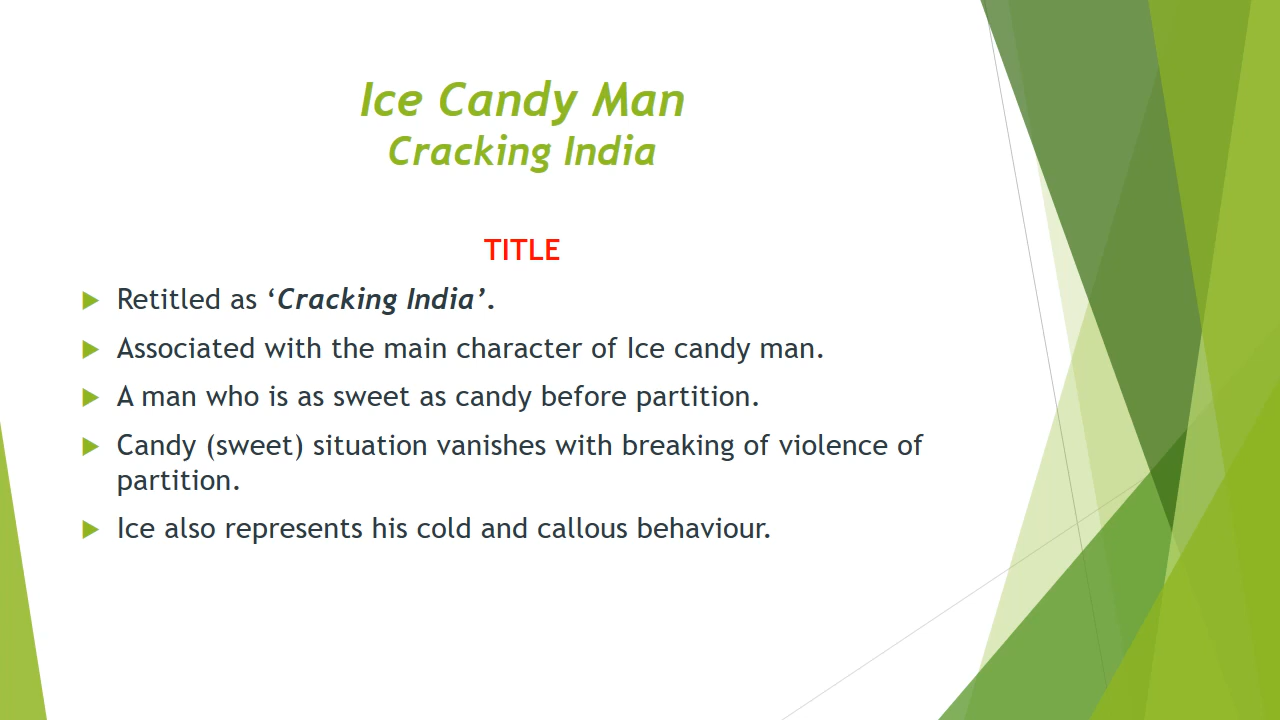 Ice Candy Man
Cracking India
TITLE
Retitled as ‘Cracking India’.
Associated with the main character of Ice candy man.
A man who is as sweet as candy before partition.
Candy (sweet) situation vanishes with breaking of violence of
partition.
Ice also represents his cold and callous behaviour.